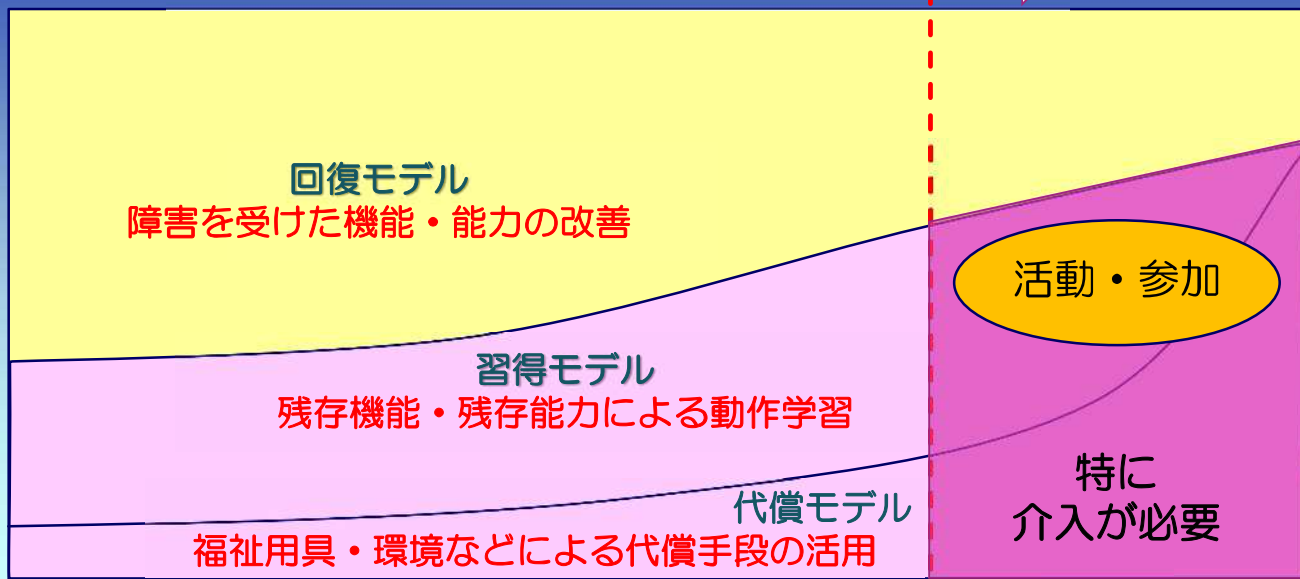 回復モデル
障害を受けた機能・能力の改善
活動・参加
習得モデル
残存機能・残存能力による動作学習
特に
介入が必要
代償モデル
福祉用具・環境などによる代償手段の活用